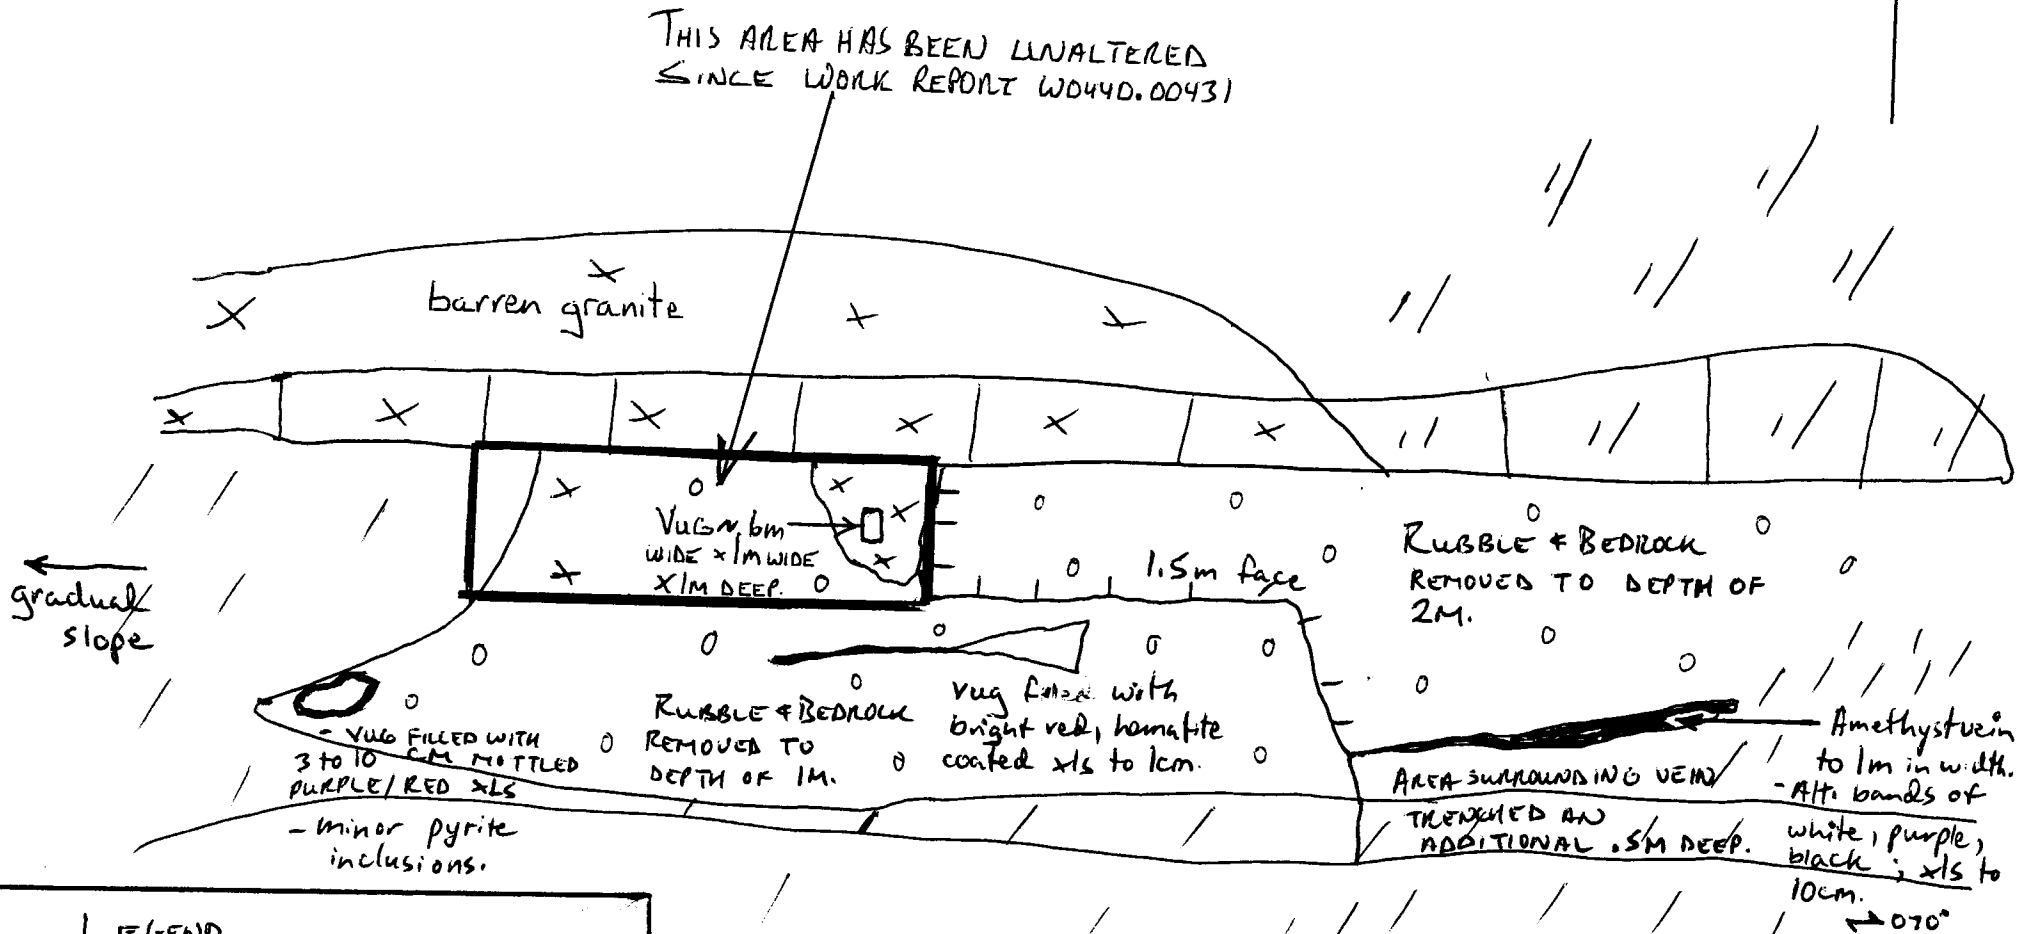 THIS AREA HAS BEEN UNALTERED
SINCE WORK REPORT W0440.00431
barren granite
VUG ~.6m
WIDE x 1M WIDE
X 1M DEEP.
1.5m face
RUBBLE & BEDROCK
REMOVED TO DEPTH OF
2M.
gradual
slope
- VUG FILLED WITH
3 to 10 CM MOTTLED
PURPLE/RED XLS
- minor pyrite
inclusions.
RUBBLE & BEDROCK
REMOVED TO
DEPTH OF 1M.
vug filled with
bright red, hematite
coated xls to 1cm.
Amethyst vein
to 1m in width.
- Alt. bands of
white, purple,
black ; xls to
10cm.
070°
AREA SURROUNDING VEIN
TRENCHED AN
ADDITIONAL .5M DEEP.
LEGEND